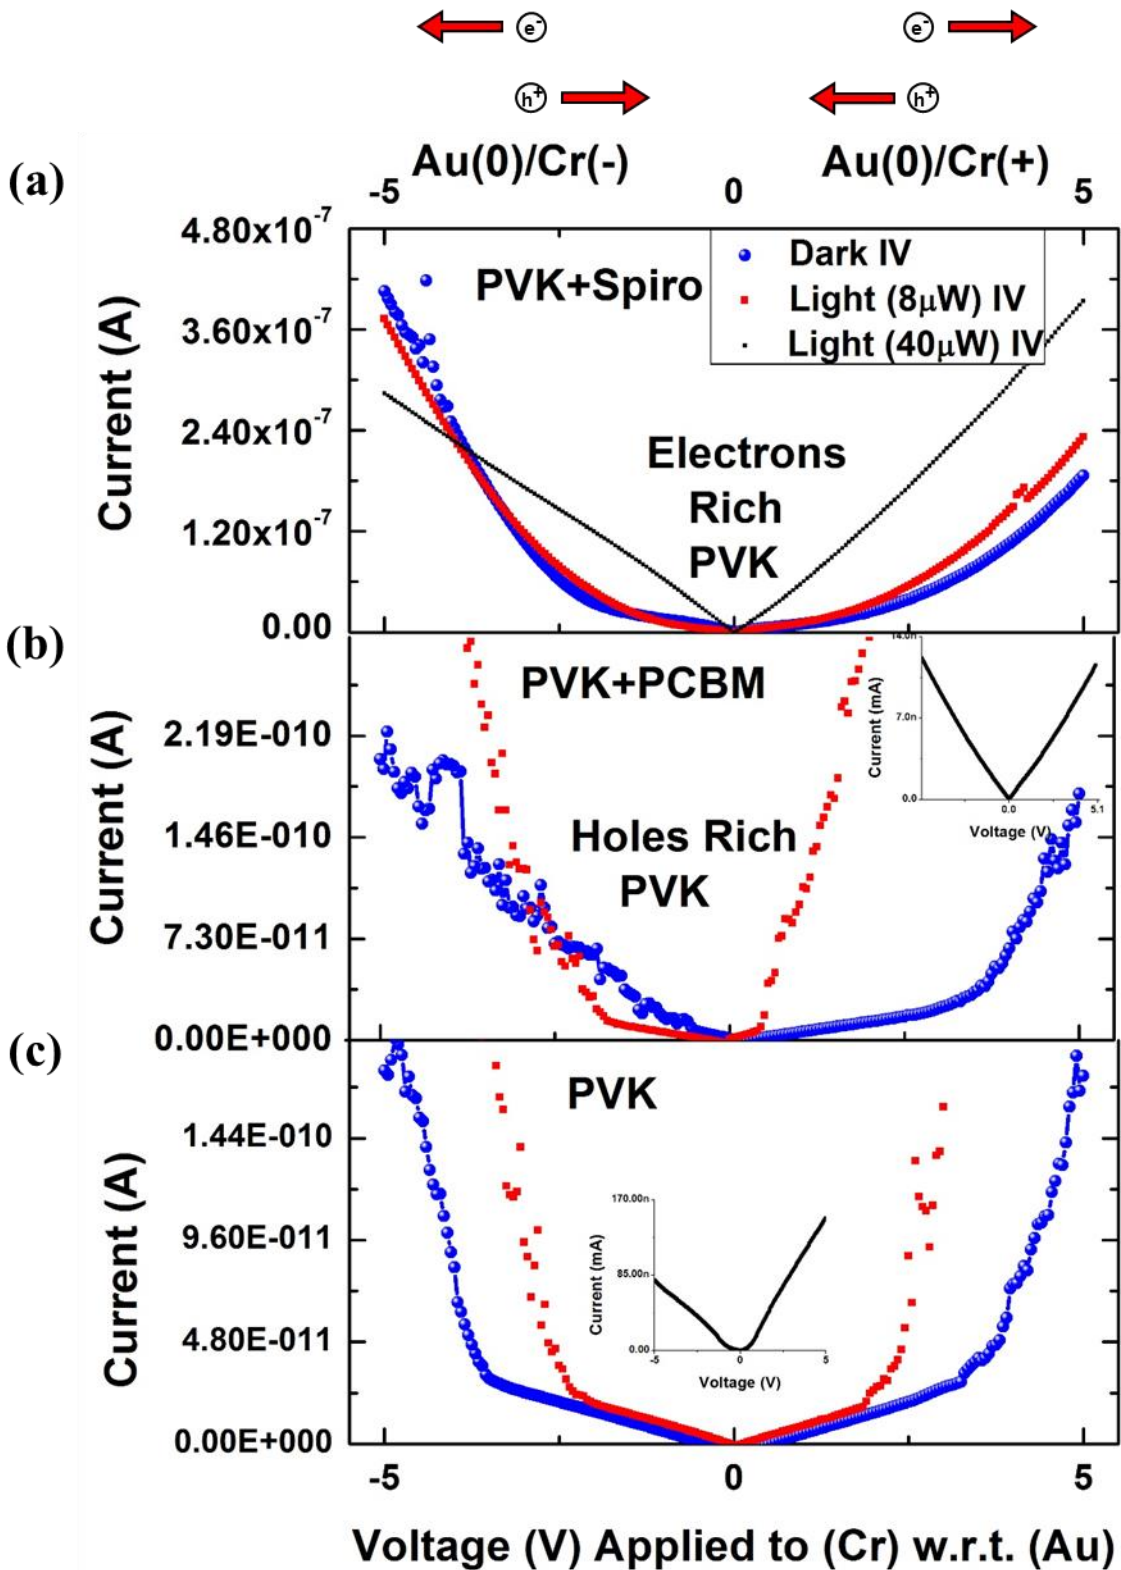 e-
e-
h+
h+
(a)
Au(0)/Cr(-)
Au(0)/Cr(+)
-5
0
5
4.80x10-7
3.60x10-7
2.40x10-7
1.20x10-7
0.00
Current (A)
PVK+Spiro
Dark IV
Light (8µW) IV
Light (40µW) IV
Electrons
Rich
PVK
(b)
2.19E-010
1.46E-010
7.30E-011
0.00E+000
Current (A)
PVK+PCBM
Holes Rich
PVK
14.0n
7.0n
0.0
Current (mA)
0.0
5.1
Voltage (V)
(c)
1.44E-010
9.60E-011
4.80E-011
0.00E+000
Current (A)
PVK
170.00n
85.00n
0.00
Current (mA)
-5
0
5
Voltage (V)
-5
0
5
Voltage (V) Applied to (Cr) w.r.t. (Au)